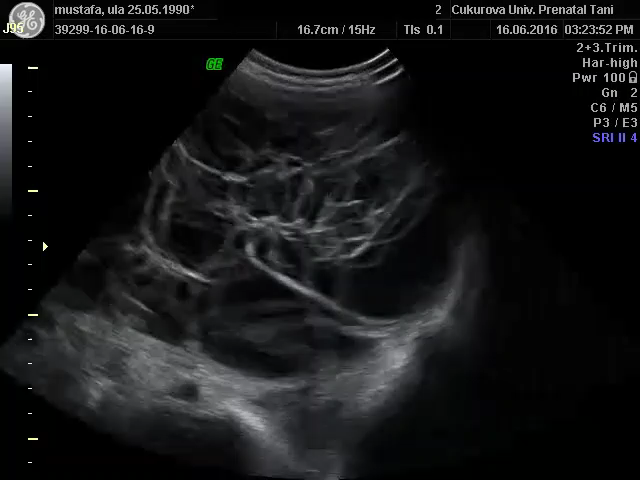 mustafa, ula 25.05.1990*
2 Cukurova Univ. Prenatal Tani
J95
39299-16-06-16-9
16.7cm / 15Hz
TIs 0.1
16.06.2016 03:23:52 PM
GE
2+3.Trim.
Har-high
Pwr 100
Gn 2
C6 / M5
P3 / E3
SRI II 4